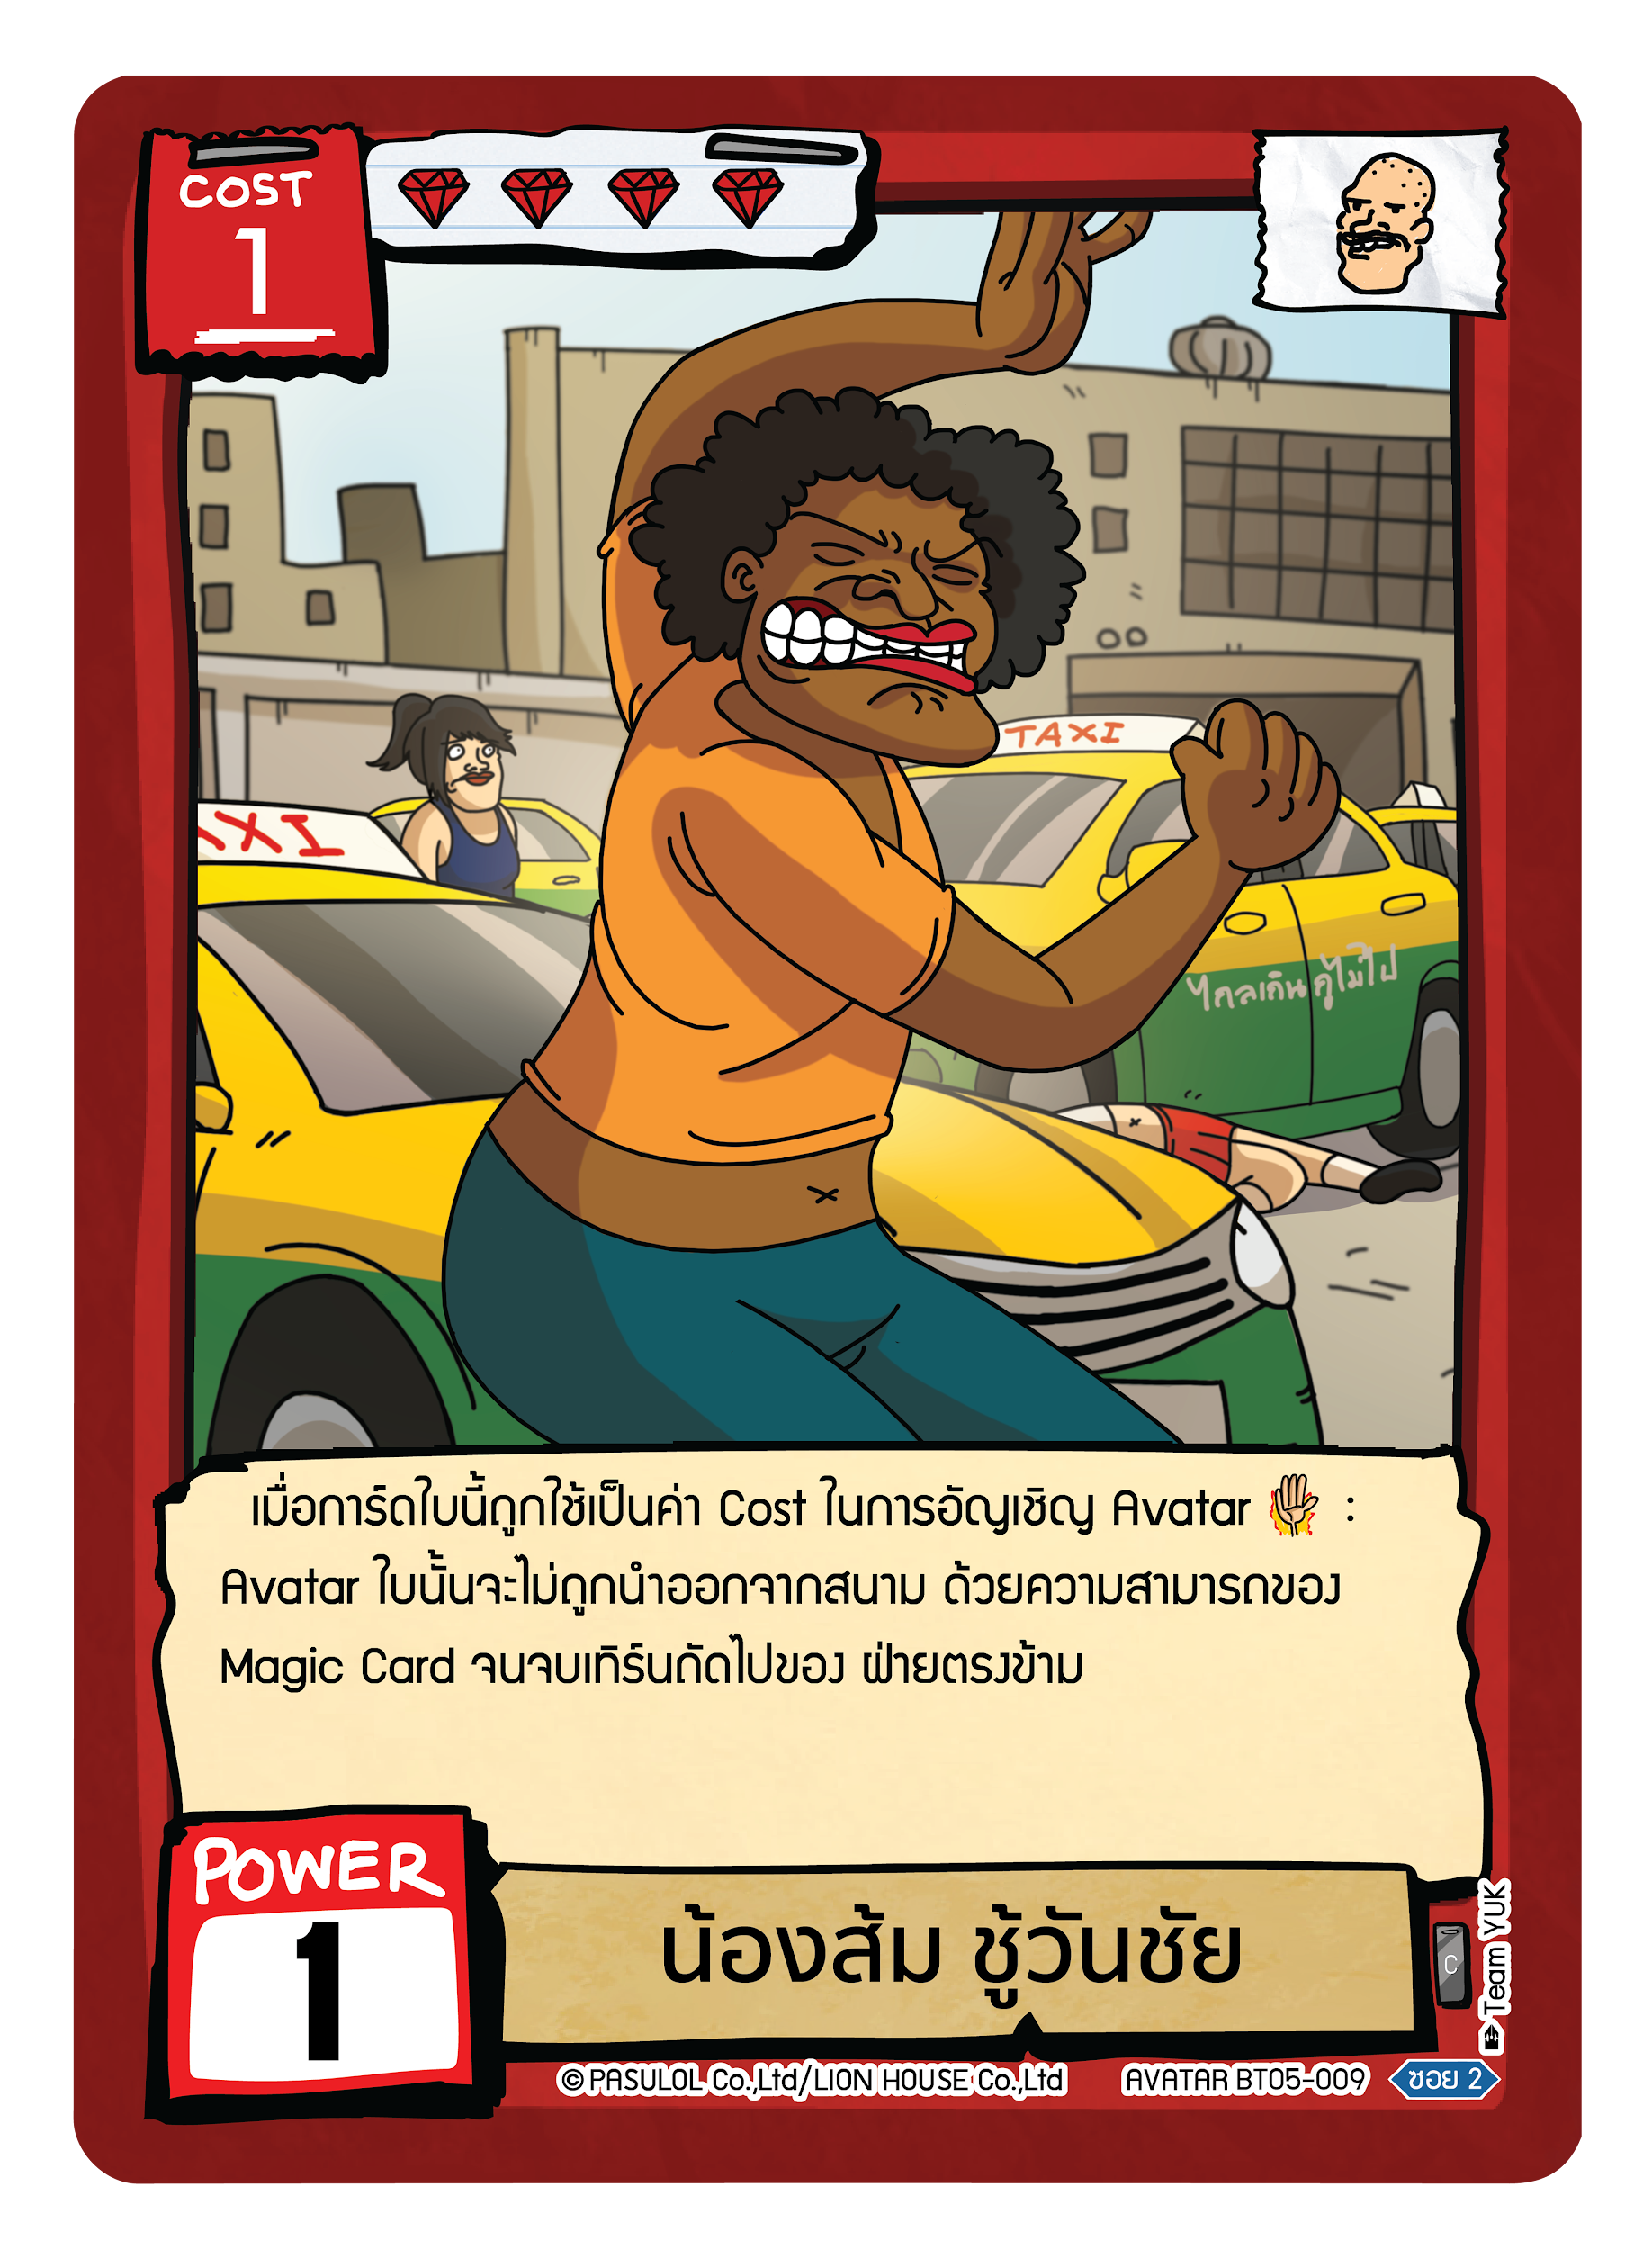 COST
1
TAXI
AXI
ไกลเกิน กูไม่ไป
เมื่อการ์ดใบนี้ถูกใช้เป็นค่า Cost ในการอัญเชิญ Avatar :
Avatar ใบนั้นจะไม่ถูกนำออกจากสนาม ด้วยความสามารถของ
Magic Card จนจบเทิร์นถัดไปของ ฝ่ายตรงข้าม
POWER
1
น้องส้ม ชู้วันชัย
C
Team YUK
©PASULOL Co.,Ltd/LION HOUSE Co.,Ltd AVATAR BT05-009 ซอย 2